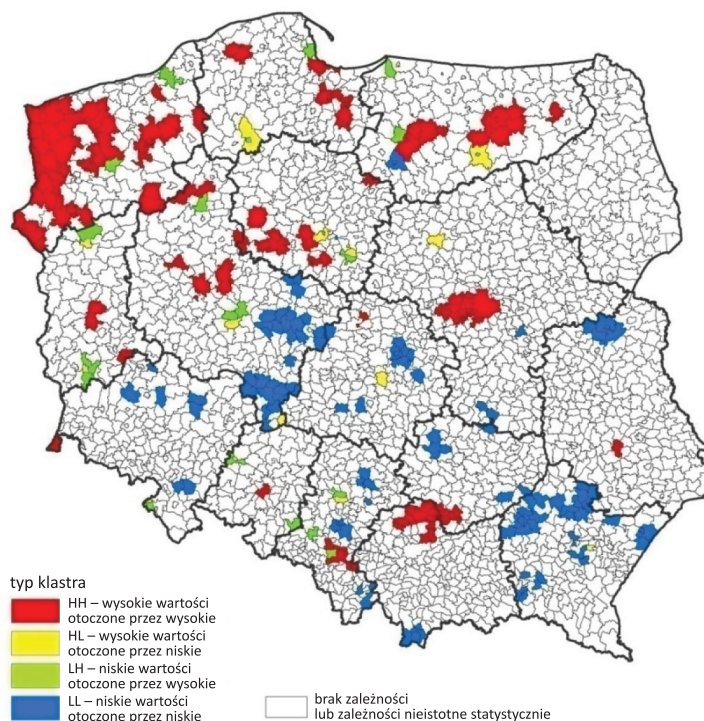 typ klastra
HH – wysokie wartości
otoczone przez wysokie
HL – wysokie wartości
otoczone przez niskie
LH – niskie wartości
otoczone przez wysokie
LL – niskie wartości
otoczone przez niskie
brak zależności
lub zależności nieistotne statystycznie